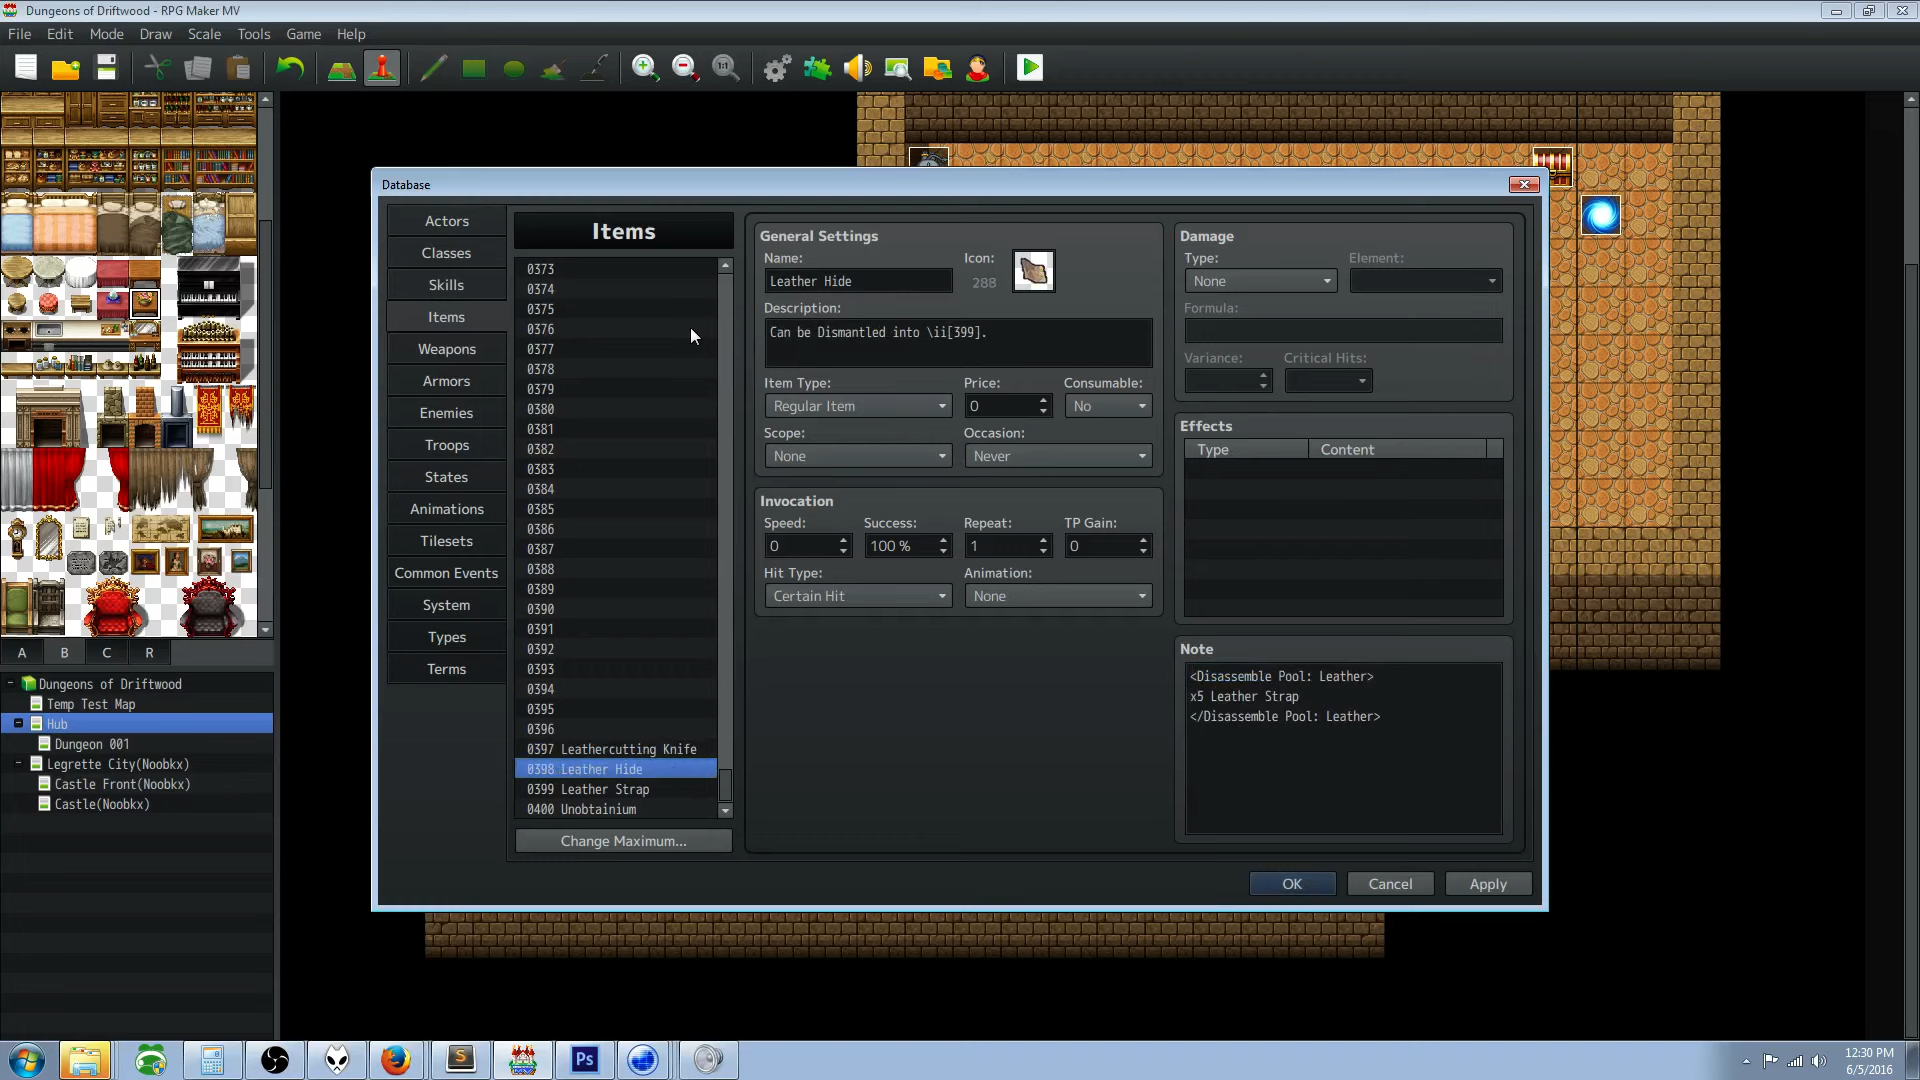 Dungeons of Driftwood - RPG Maker MV
File Edit Mode Draw Scale Tools Game Help
1:1
Database
Actors
Classes
Skills
Items
Weapons
Armors
Enemies
Troops
States
Animations
Tilesets
Common Events
System
Types
Terms
Items
0373
0374
0375
0376
0377
0378
0379
0380
0381
0382
0383
0384
0385
0386
0387
0388
0389
0390
0391
0392
0393
0394
0395
0396
0397 Leathercutting Knife
0398 Leather Hide
0399 Leather Strap
0400 Unobtainium
Change Maximum...
General Settings
Name: Icon:
Leather Hide 288
Description:
Can be Dismantled into \ii[399].
Item Type: Price: Consumable:
Regular Item 0 No
Scope: Occasion:
None Never
Invocation
Speed: Success: Repeat: TP Gain:
0 100 % 1 0
Hit Type: Animation:
Certain Hit None
Damage
Type: Element:
None
Formula:
Variance: Critical Hits:
Effects
Type Content
Note
<Disassemble Pool: Leather>
x5 Leather Strap
</Disassemble Pool: Leather>
OK Cancel Apply
A B C R
Dungeons of Driftwood
Temp Test Map
Hub
Dungeon 001
Legrette City(Noobkx)
Castle Front(Noobkx)
Castle(Noobkx)
S
Ps
12:30 PM
6/5/2016